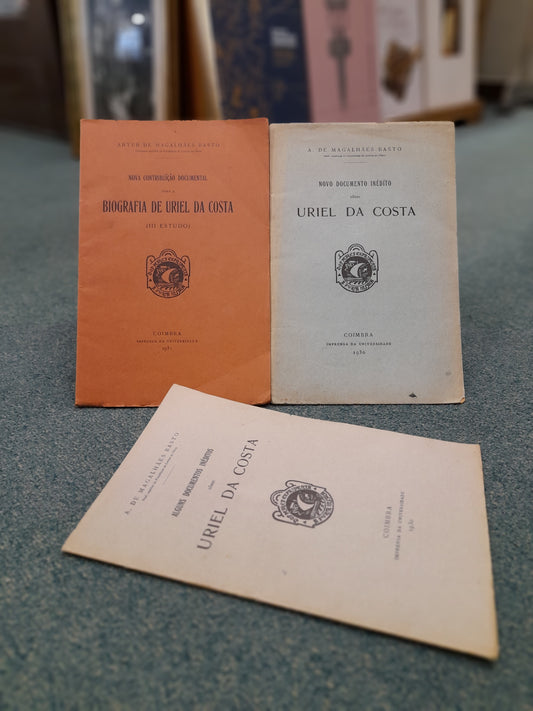 ARTUR DE MAGALHÃES BASTO
NOVA CONTRIBUIÇÃO DOCUMENTAL
PARA A
BIOGRAFIA DE URIEL DA COSTA
(III ESTUDO)
COIMBRA
IMPRENSA DA UNIVERSIDADE
1931
A. DE MAGALHÃES BASTO
NOVO DOCUMENTO INÉDITO
SÔBRE
URIEL DA COSTA
COIMBRA
IMPRENSA DA UNIVERSIDADE
1930
A. DE MAGALHÃES BASTO
ALGUNS DOCUMENTOS INÉDITOS
SÔBRE
URIEL DA COSTA
COIMBRA
IMPRENSA DA UNIVERSIDADE
1930